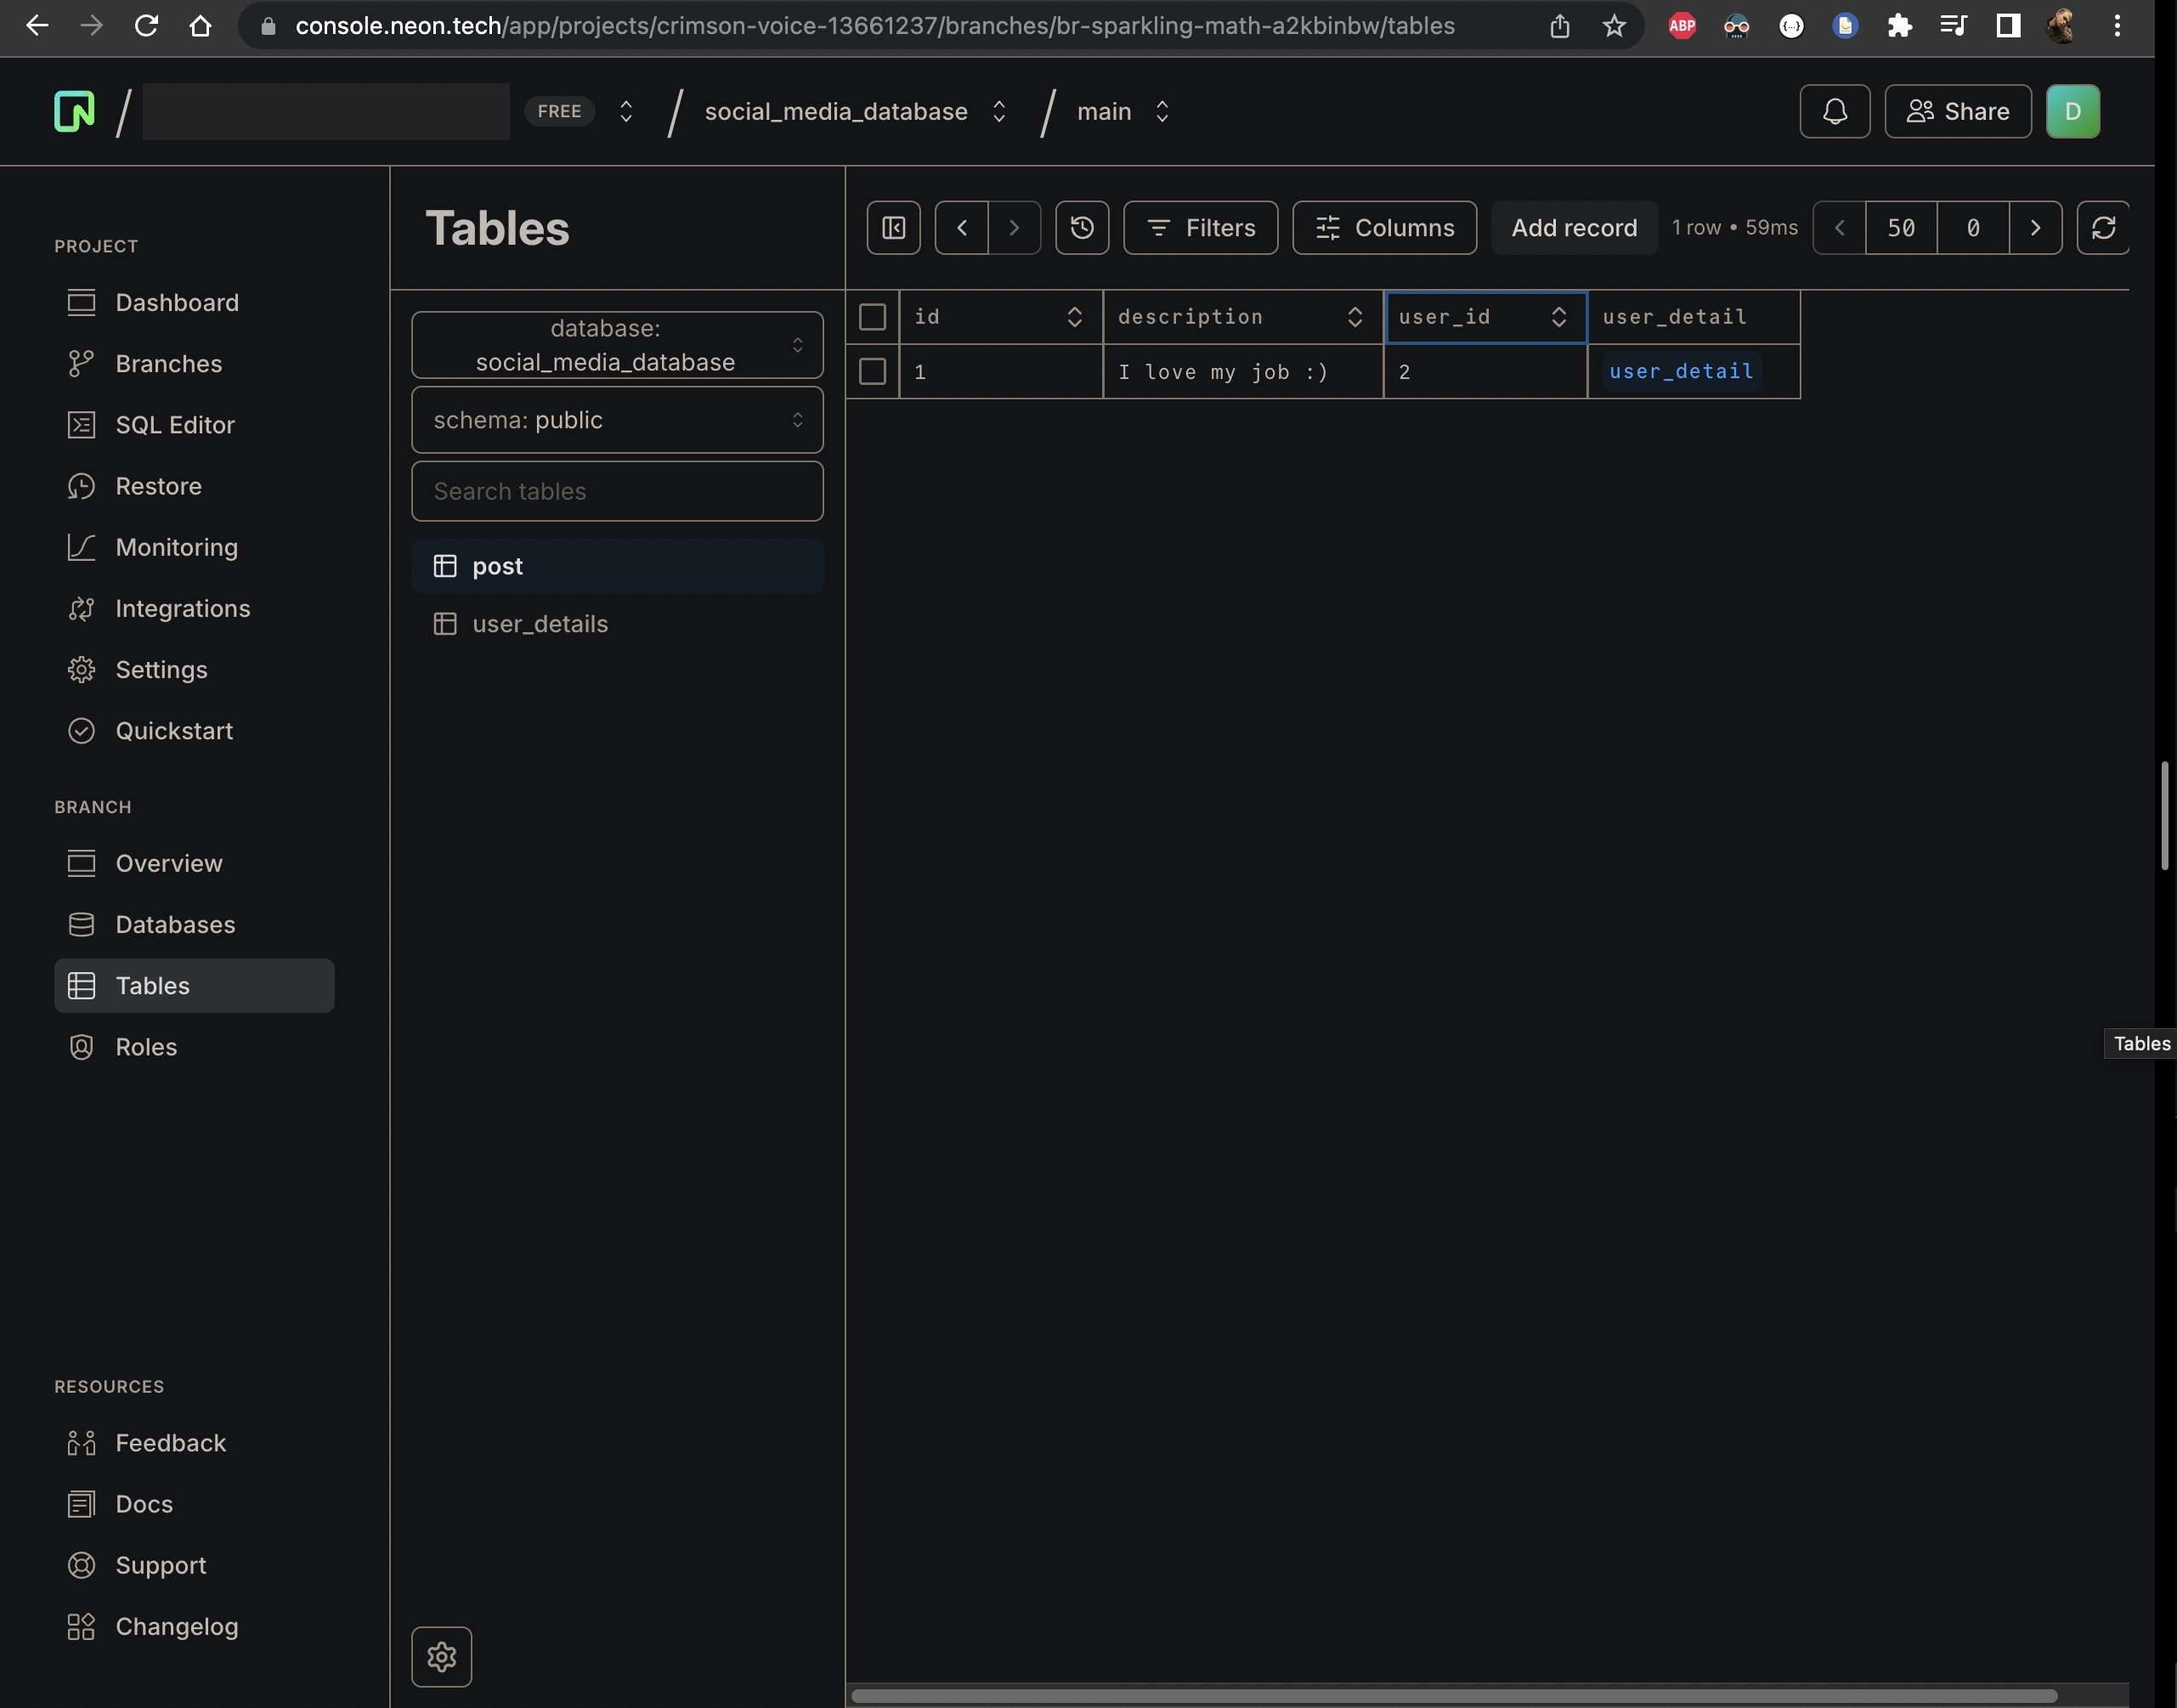 console.neon.tech/app/projects/crimson-voice-13661237/branches/br-sparkling-math-a2kbinbw/tables
ABP
FREE
social_media_database
main
Share
D
PROJECT
Dashboard
Branches
SQL Editor
Restore
Monitoring
Integrations
Settings
Quickstart
BRANCH
Overview
Databases
Tables
Roles
RESOURCES
Feedback
Docs
Support
Changelog
Tables
database:
social_media_database
schema: public
Search tables
post
user_details
Filters
Columns
Add record
1 row • 59ms
50
0
id description user_id user_detail
1 I love my job :) 2 user_detail
Tables